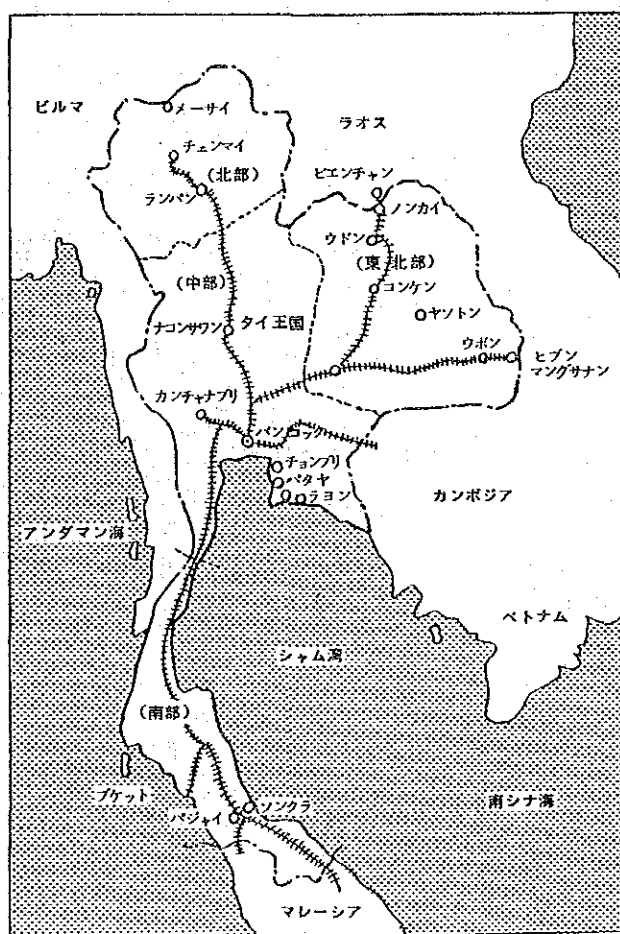 ビルマ
メーサイ
ラオス
チェンマイ
(北部)
ランパン
ビエンチャン
ノンカイ
ウドン
(東北部)
コンケン
(中部)
ヤソトン
ナコンサワン
タイ王国
ウボン
ヒブン
マングサナン
カンチャナブリ
バンコック
チョンブリ
パタヤ
ラヨン
カンボジア
アンダマン海
ベトナム
シャム湾
(南部)
プケット
ソンクラ
ハジャイ
南シナ海
マレーシア